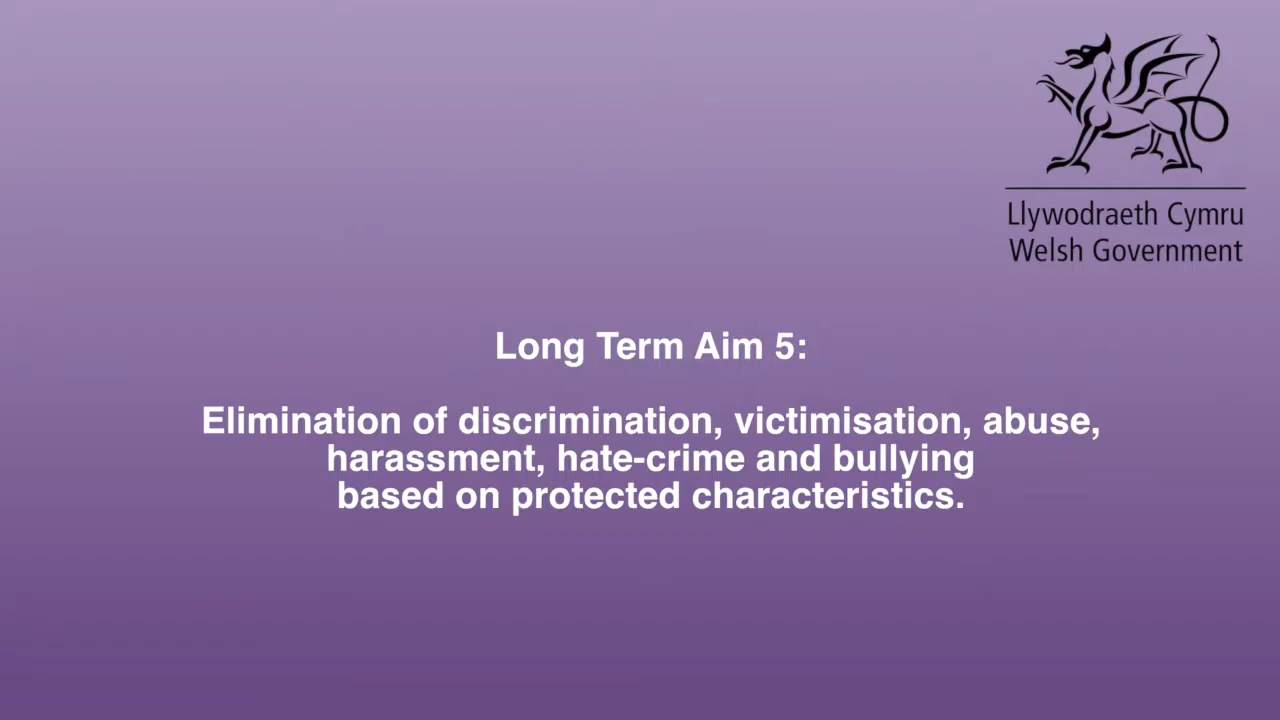 Llywodraeth Cymru
Welsh Government
Long Term Aim 5:
Elimination of discrimination, victimisation, abuse,
harassment, hate-crime and bullying
based on protected characteristics.